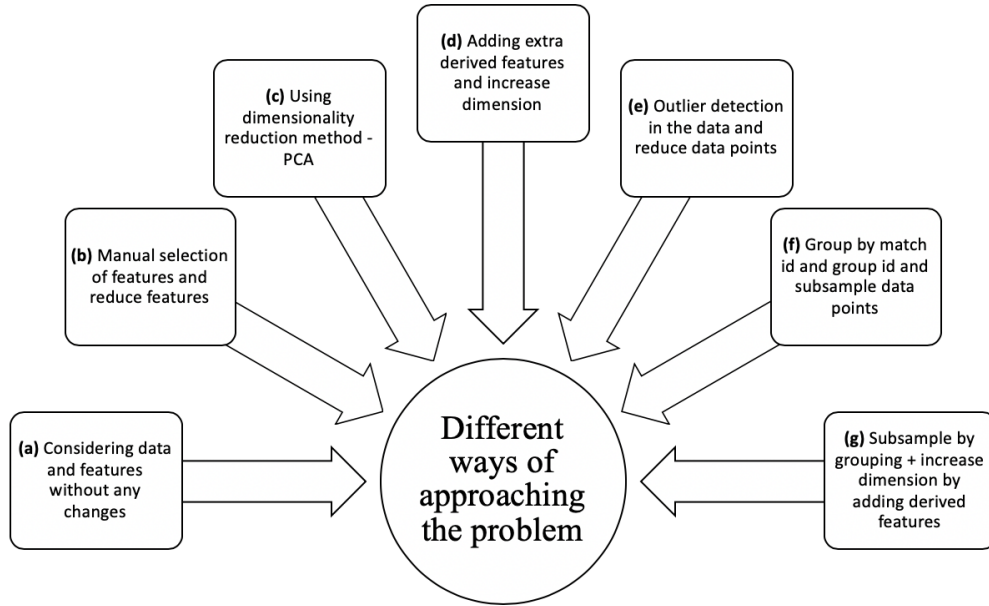 (a) Considering data
and features
without any
changes
(b) Manual selection
of features and
reduce features
(c) Using
dimensionality
reduction method -
PCA
(d) Adding extra
derived features
and increase
dimension
(e) Outlier detection
in the data and
reduce data points
(f) Group by match
id and group id and
subsample data
points
(g) Subsample by
grouping + increase
dimension by
adding derived
features
Different
ways of
approaching
the problem